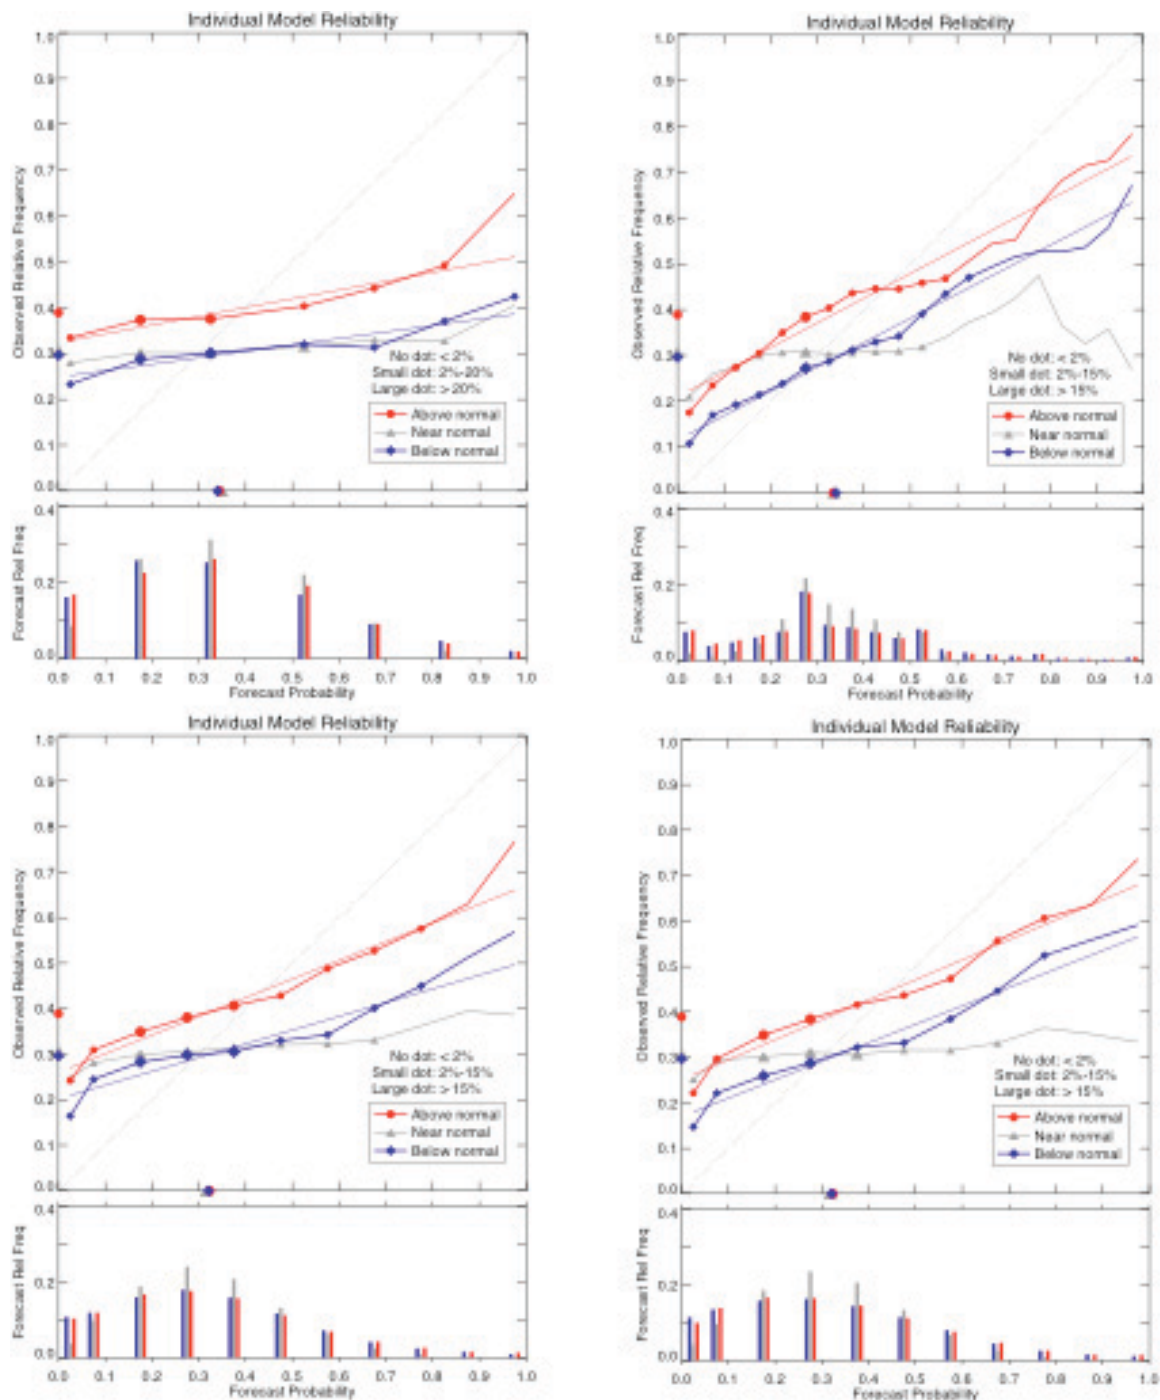 Individual Model Reliability
1.0
0.9
0.8
0.7
0.6
0.5
0.4
0.3
0.2
0.1
0.0
Observed Relative Frequency
No dot: < 2%
Small dot: 2%-20%
Large dot: > 20%
Above normal
Near normal
Below normal
0.4
0.2
0.0
Forecast Rel Freq
0.0 0.1 0.2 0.3 0.4 0.5 0.6 0.7 0.8 0.9 1.0
Forecast Probability
Individual Model Reliability
1.0
0.9
0.8
0.7
0.6
0.5
0.4
0.3
0.2
0.1
0.0
Observed Relative Frequency
No dot: < 2%
Small dot: 2%-15%
Large dot: > 15%
Above normal
Near normal
Below normal
0.4
0.2
0.0
Forecast Rel Freq
0.0 0.1 0.2 0.3 0.4 0.5 0.6 0.7 0.8 0.9 1.0
Forecast Probability
Individual Model Reliability
1.0
0.9
0.8
0.7
0.6
0.5
0.4
0.3
0.2
0.1
0.0
Observed Relative Frequency
No dot: < 2%
Small dot: 2%-15%
Large dot: > 15%
Above normal
Near normal
Below normal
0.4
0.2
0.0
Forecast Rel Freq
0.0 0.1 0.2 0.3 0.4 0.5 0.6 0.7 0.8 0.9 1.0
Forecast Probability
Individual Model Reliability
1.0
0.9
0.8
0.7
0.6
0.5
0.4
0.3
0.2
0.1
0.0
Observed Relative Frequency
No dot: < 2%
Small dot: 2%-15%
Large dot: > 15%
Above normal
Near normal
Below normal
0.4
0.2
0.0
Forecast Rel Freq
0.0 0.1 0.2 0.3 0.4 0.5 0.6 0.7 0.8 0.9 1.0
Forecast Probability